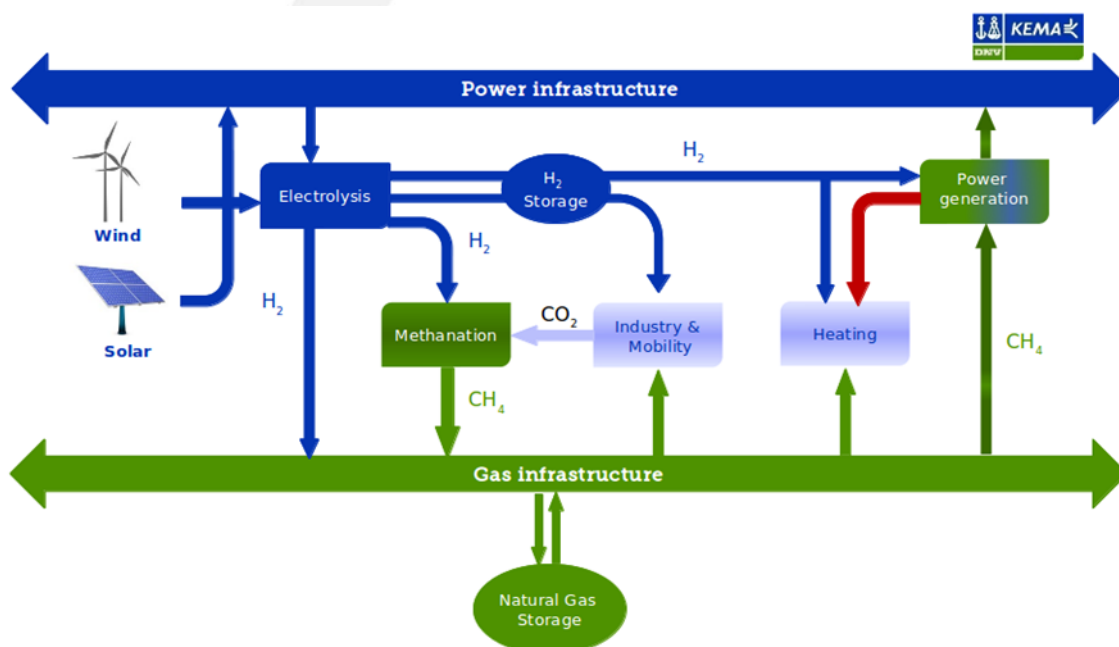 KEMA
DNV
Power infrastructure
H₂
Electrolysis
H₂
Storage
Power
generation
Wind
H₂
H₂
Solar
CO₂
Methanation
Industry &
Mobility
Heating
CH₄
CH₄
Gas infrastructure
Natural Gas
Storage